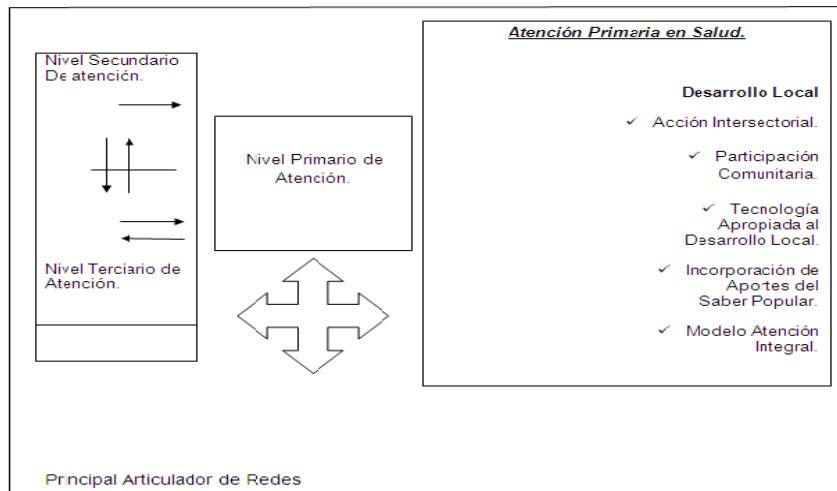 Nivel Secundario
De atención.
Nivel Terciario de
Atención.
Nivel Primario de
Atención.
Atención Primaria en Salud.
Desarrollo Local
✓ Acción Intersectorial.
✓ Participación
Comunitaria.
✓ Tecnología
Apropiada al
Desarrollo Local.
✓ Incorporación de
Aportes del
Saber Popular.
✓ Modelo Atención
Integral.
Principal Articulador de Redes